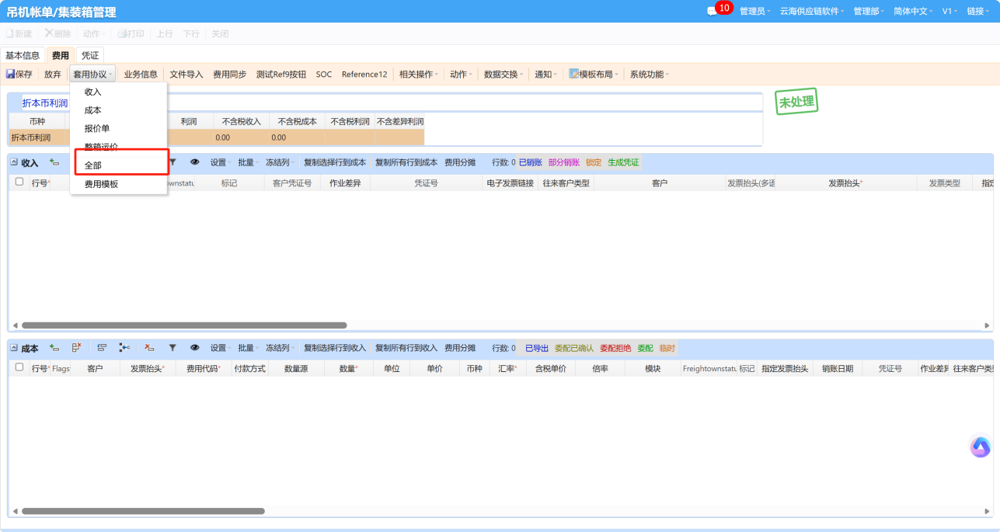 吊机帐单/集装箱管理
10 管理员 云海供应链软件 管理部 简体中文 V1 链接
新建 删除 动作 打印 上行 下行 关闭
基本信息 费用 凭证
保存 放弃 套用协议 业务信息 文件导入 费用同步 测试Ref9按钮 SOC Reference12 相关操作 动作 数据交换 通知 模板布局 系统功能
收入
成本
报价单
整箱运价
全部
费用模板
折本币利润
未处理
币种 利润 不含税收入 不含税成本 不含税利润 不含差异利润
折本币利润 0.00 0.00
收入 设置 批量 冻结列 复制选择行到成本 复制所有行到成本 费用分摊 行数: 0 已销账 部分销账 锁定 生成凭证
行号* ownstatu 标记 客户凭证号 作业差异 凭证号 电子发票链接 往来客户类型 客户 发票抬头(多语 发票抬头* 发票类型 指定
成本 设置 批量 冻结列 复制选择行到收入 复制所有行到收入 费用分摊 行数: 0 已导出 委配已确认 委配拒绝 委配 临时
行号* Flags 客户 发票抬头* 费用代码* 付款方式 数量源 数量* 单位 单价 币种 汇率* 含税单价 倍率 模块 Freightownstatu 标记 指定发票抬头 销账日期 凭证号 作业差异 往来客户类型